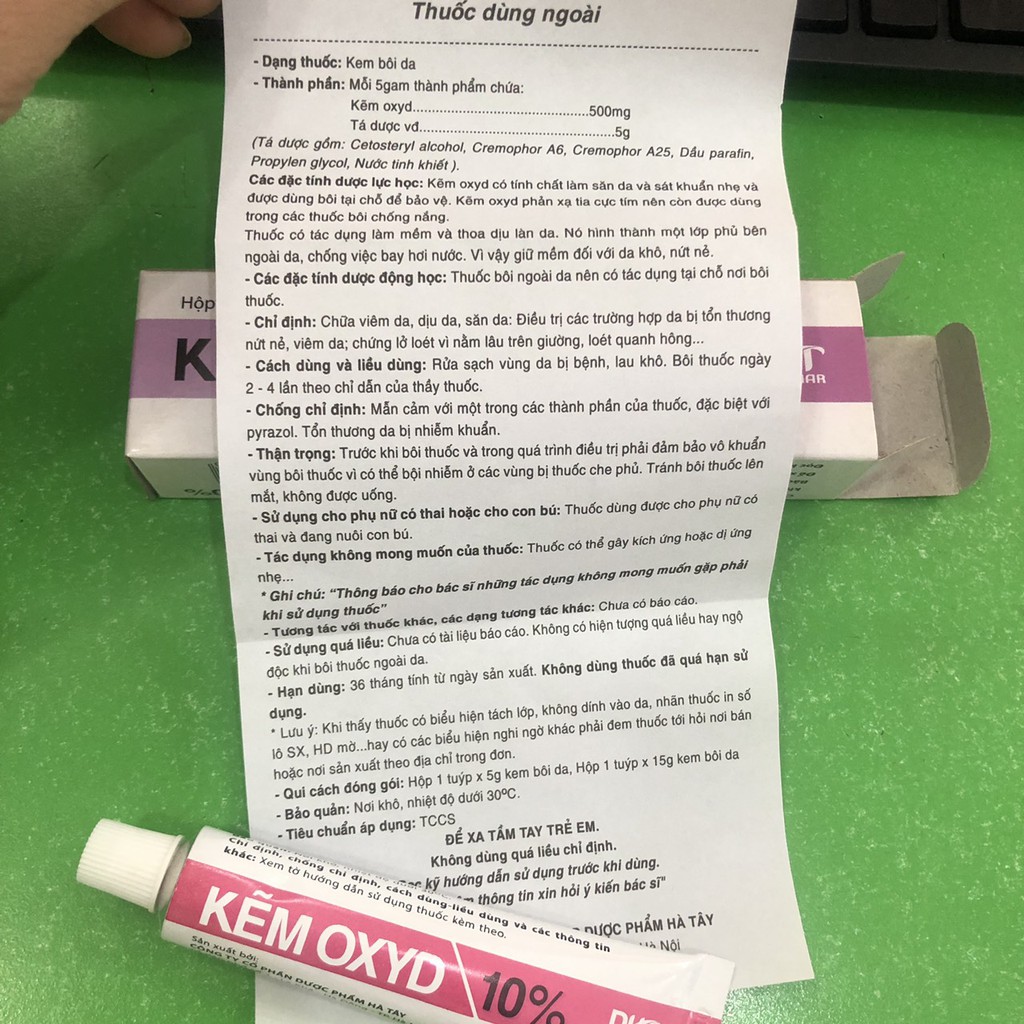 Thuốc dùng ngoài
- Dạng thuốc: Kem bôi da
- Thành phần: Mỗi 5gam thành phẩm chứa:
Kẽm oxyd............................................500mg
Tá dược vđ.................................................5g
(Tá dược gồm: Cetosteryl alcohol, Cremophor A6, Cremophor A25, Dầu parafin,
Propylen glycol, Nước tinh khiết ).
Các đặc tính dược lực học: Kẽm oxyd có tính chất làm săn da và sát khuẩn nhẹ và
được dùng bôi tại chỗ để bảo vệ. Kẽm oxyd phản xạ tia cực tím nên còn được dùng
trong các thuốc bôi chống nắng.
Thuốc có tác dụng làm mềm và thoa dịu làn da. Nó hình thành một lớp phủ bên
ngoài da, chống việc bay hơi nước. Vì vậy giữ mềm đối với da khô, nứt nẻ.
- Các đặc tính dược động học: Thuốc bôi ngoài da nên có tác dụng tại chỗ nơi bôi
thuốc.
- Chỉ định: Chữa viêm da, dịu da, săn da: Điều trị các trường hợp da bị tổn thương
nứt nẻ, viêm da; chứng lở loét vì nằm lâu trên giường, loét quanh hông...
- Cách dùng và liều dùng: Rửa sạch vùng da bị bệnh, lau khô. Bôi thuốc ngày
2 - 4 lần theo chỉ dẫn của thầy thuốc.
- Chống chỉ định: Mẫn cảm với một trong các thành phần của thuốc, đặc biệt với
pyrazol. Tổn thương da bị nhiễm khuẩn.
- Thận trọng: Trước khi bôi thuốc và trong quá trình điều trị phải đảm bảo vô khuẩn
vùng bôi thuốc vì có thể bội nhiễm ở các vùng bị thuốc che phủ. Tránh bôi thuốc lên
mắt, không được uống.
- Sử dụng cho phụ nữ có thai hoặc cho con bú: Thuốc dùng được cho phụ nữ có
thai và đang nuôi con bú.
- Tác dụng không mong muốn của thuốc: Thuốc có thể gây kích ứng hoặc dị ứng
nhẹ...
* Ghi chú: "Thông báo cho bác sĩ những tác dụng không mong muốn gặp phải
khi sử dụng thuốc"
- Tương tác với thuốc khác, các dạng tương tác khác: Chưa có báo cáo.
- Sử dụng quá liều: Chưa có tài liệu báo cáo. Không có hiện tượng quá liều hay ngộ
độc khi bôi thuốc ngoài da.
- Hạn dùng: 36 tháng tính từ ngày sản xuất. Không dùng thuốc đã quá hạn sử
dụng.
* Lưu ý: Khi thấy thuốc có biểu hiện tách lớp, không dính vào da, nhãn thuốc in số
lô SX, HD mờ...hay có các biểu hiện nghi ngờ khác phải đem thuốc tới hỏi nơi bán
hoặc nơi sản xuất theo địa chỉ trong đơn.
- Qui cách đóng gói: Hộp 1 tuýp x 5g kem bôi da, Hộp 1 tuýp x 15g kem bôi da
- Bảo quản: Nơi khô, nhiệt độ dưới 30ºC.
- Tiêu chuẩn áp dụng: TCCS
ĐỂ XA TẦM TAY TRẺ EM.
Không dùng quá liều chỉ định.
kỹ hướng dẫn sử dụng trước khi dùng.
thông tin xin hỏi ý kiến bác sĩ"
DƯỢC PHẨM HÀ TÂY
Hà Nội
Hộp
K
Chỉ định, chống chỉ định, cách dùng-liều dùng và các thông tin
khác: Xem tờ hướng dẫn sử dụng thuốc kèm theo.
KẼM OXYD 10%
Sản xuất bởi:
CÔNG TY CỔ PHẦN DƯỢC PHẨM HÀ TÂY